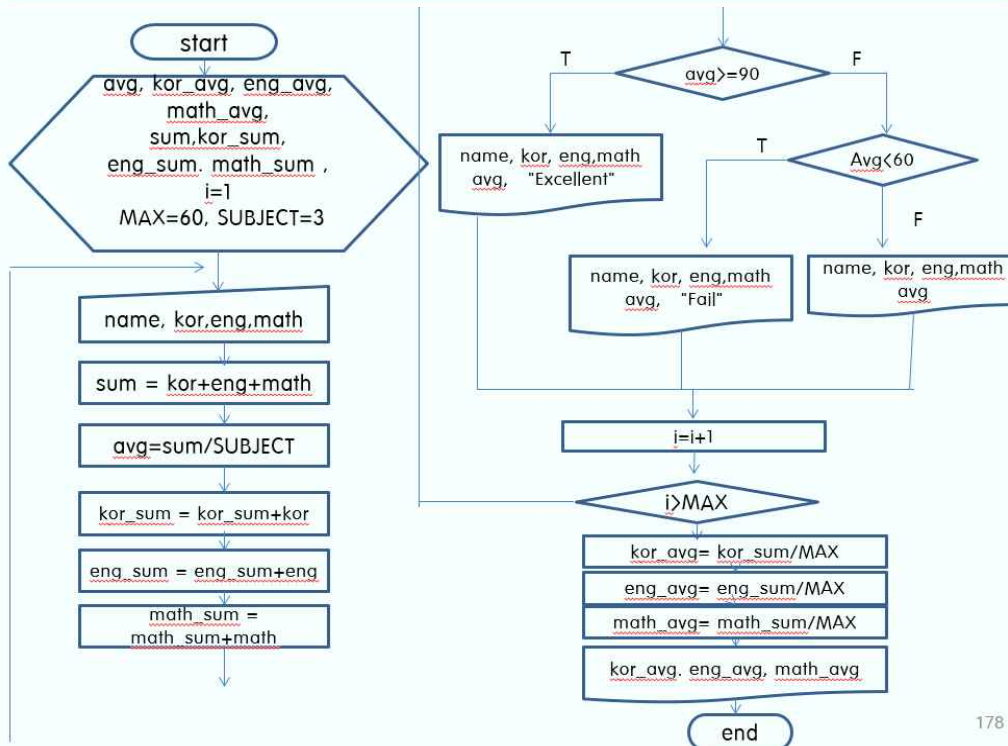 start
avg, kor_avg, eng_avg,
math_avg,
sum,kor_sum,
eng_sum. math_sum ,
i=1
MAX=60, SUBJECT=3
name, kor,eng,math
sum = kor+eng+math
avg=sum/SUBJECT
kor_sum = kor_sum+kor
eng_sum = eng_sum+eng
math_sum =
math_sum+math
avg>=90
T
F
name, kor, eng,math
avg, "Excellent"
Avg<60
T
F
name, kor, eng,math
avg, "Fail"
name, kor, eng,math
avg
i=i+1
i>MAX
kor_avg= kor_sum/MAX
eng_avg= eng_sum/MAX
math_avg= math_sum/MAX
kor_avg. eng_avg, math_avg
end
178